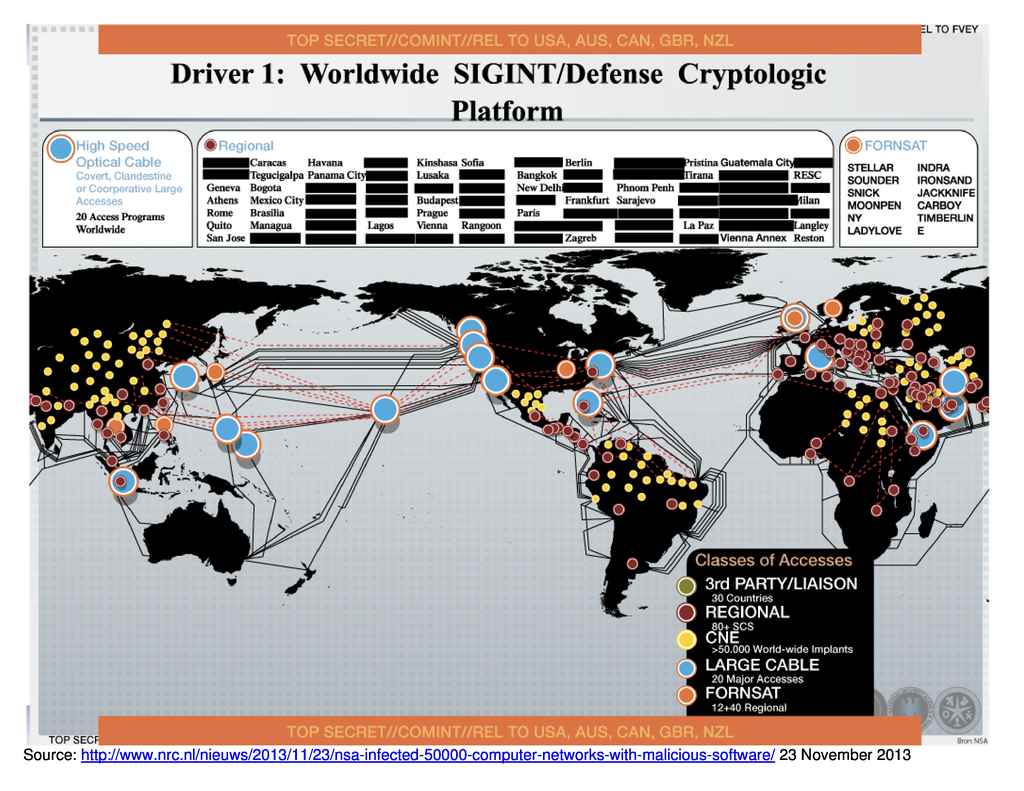 EL TO FVEY
TOP SECRET//COMINT//REL TO USA, AUS, CAN, GBR, NZL
Driver 1: Worldwide SIGINT/Defense Cryptologic
Platform
High Speed
Optical Cable
Covert, Clandestine
or Coorperative Large
Accesses
20 Access Programs
Worldwide
Regional
Caracas Havana Kinshasa Sofia Berlin Pristina Guatemala City
Tegucigalpa Panama City Lusaka Bangkok Tirana RESC
Geneva Bogota New Delhi Phnom Penh
Athens Mexico City Budapest Frankfurt Sarajevo Milan
Rome Brasilia Prague Paris
Quito Managua Lagos Vienna Rangoon La Paz Langley
San Jose Zagreb Vienna Annex Reston
FORNSAT
STELLAR INDRA
SOUNDER IRONSAND
SNICK JACKKNIFE
MOONPEN CARBOY
NY TIMBERLIN
LADYLOVE E
Classes of Accesses
3rd PARTY/LIAISON
30 Countries
REGIONAL
80+ SCS
CNE
>50.000 World-wide Implants
LARGE CABLE
20 Major Accesses
FORNSAT
12+40 Regional
TOP SECRET//COMINT//REL TO USA, AUS, CAN, GBR, NZL
TOP SECR
Bron: NSA
Source: http://www.nrc.nl/nieuws/2013/11/23/nsa-infected-50000-computer-networks-with-malicious-software/ 23 November 2013